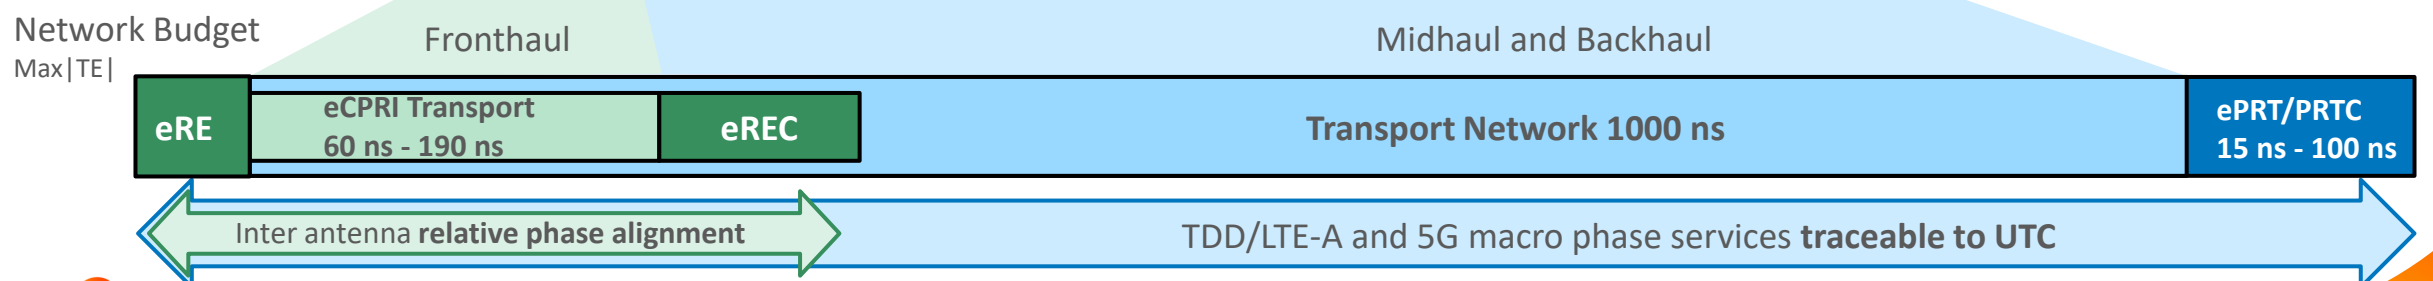 Network Budget
Max|TE|
Fronthaul
Midhaul and Backhaul
eRE
eCPRI Transport
60 ns - 190 ns
eREC
Transport Network 1000 ns
ePRT/PRTC
15 ns - 100 ns
Inter antenna relative phase alignment
TDD/LTE-A and 5G macro phase services traceable to UTC